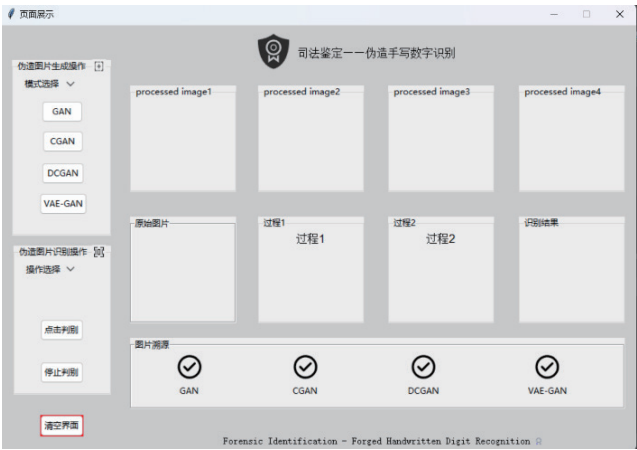 页面展示
司法鉴定——伪造手写数字识别
伪造图片生成操作
模式选择
GAN
CGAN
DCGAN
VAE-GAN
processed image1
processed image2
processed image3
processed image4
伪造图片识别操作
操作选择
点击判别
停止判别
清空界面
原始图片
过程1
过程1
过程2
过程2
识别结果
图片溯源
GAN
CGAN
DCGAN
VAE-GAN
Forensic Identification - Forged Handwritten Digit Recognition